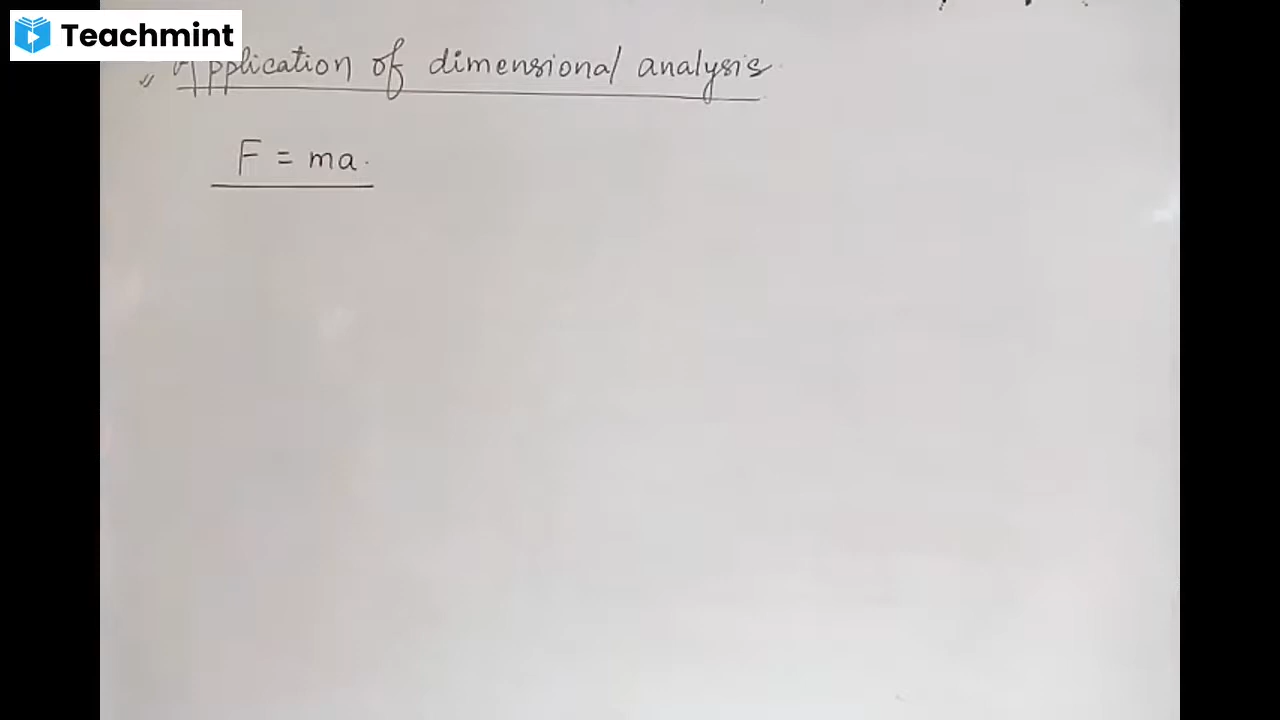 Teachmint
Application of dimensional analysis
F = ma.